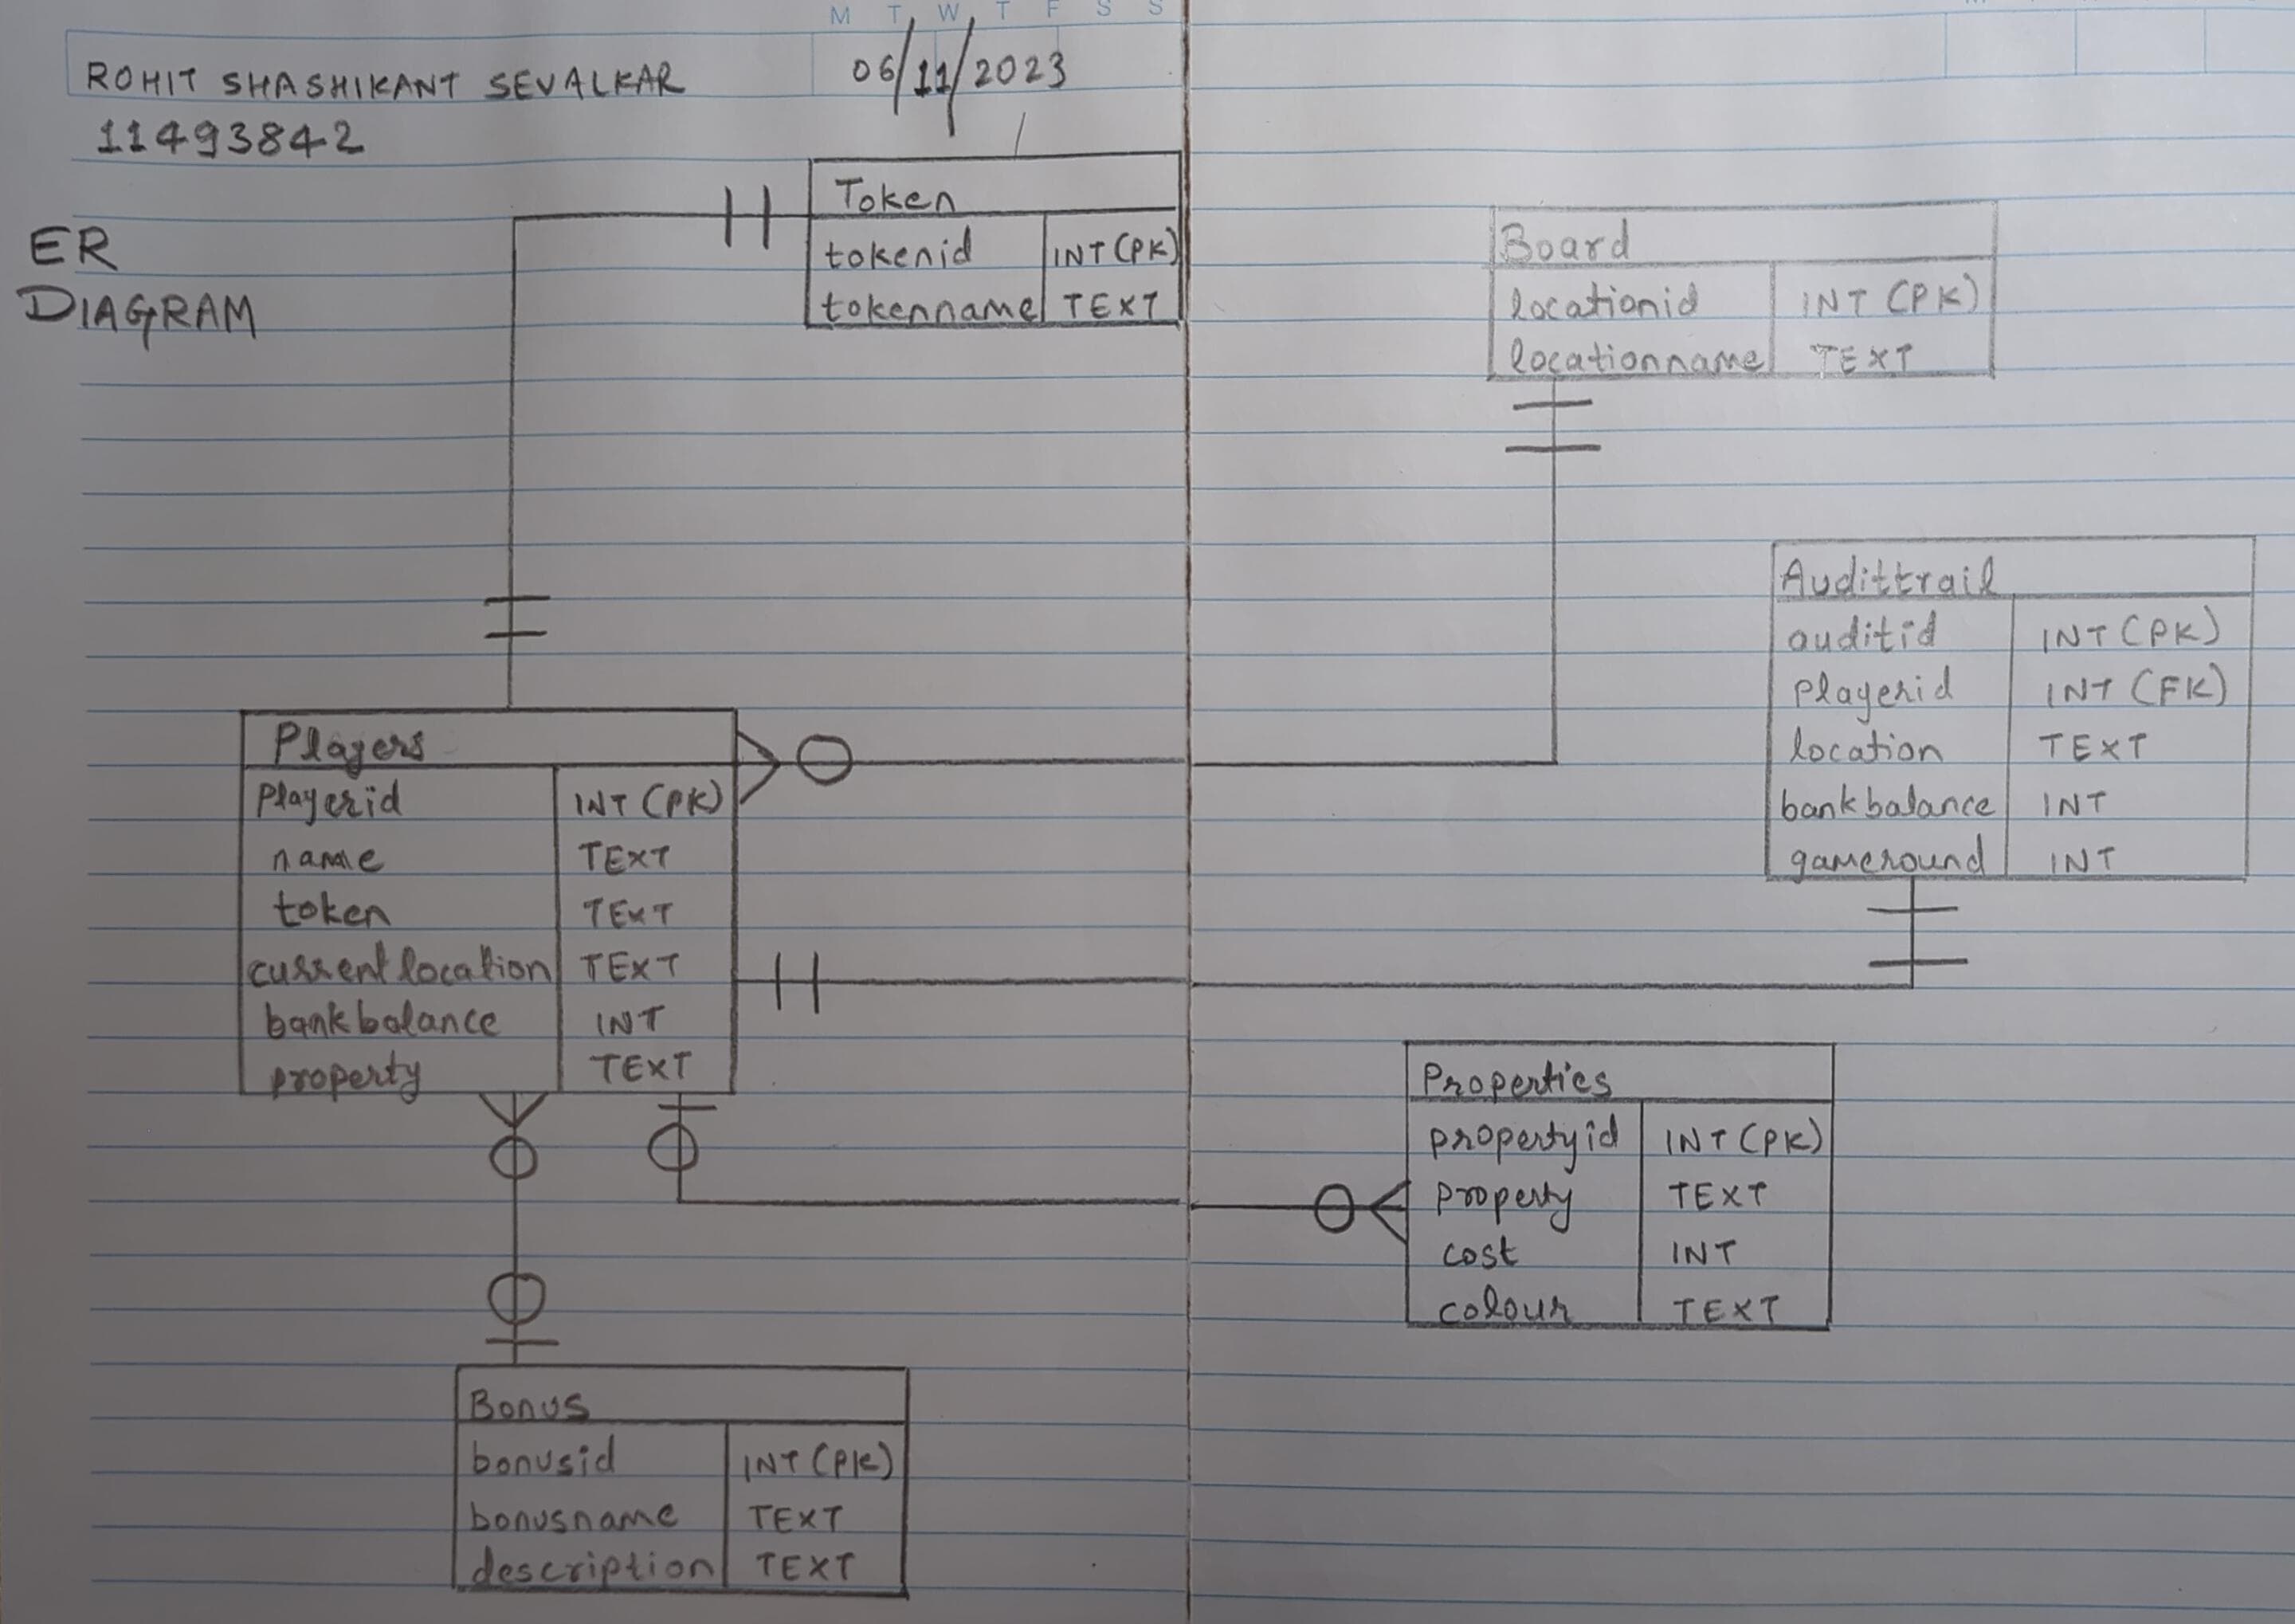 M T W T F S S
ROHIT SHASHIKANT SEVALKAR 06/11/2023
11493842
ER
DIAGRAM
Token
tokenid INT (PK)
tokenname TEXT
Board
locationid INT (PK)
locationname TEXT
Audittrail
auditid INT (PK)
playerid INT (FK)
location TEXT
bankbalance INT
gameround INT
Players
Playerid INT (PK)
name TEXT
token TEXT
currentlocation TEXT
bankbalance INT
property TEXT
Properties
propertyid INT (PK)
property TEXT
cost INT
colour TEXT
Bonus
bonusid INT (PK)
bonusname TEXT
description TEXT